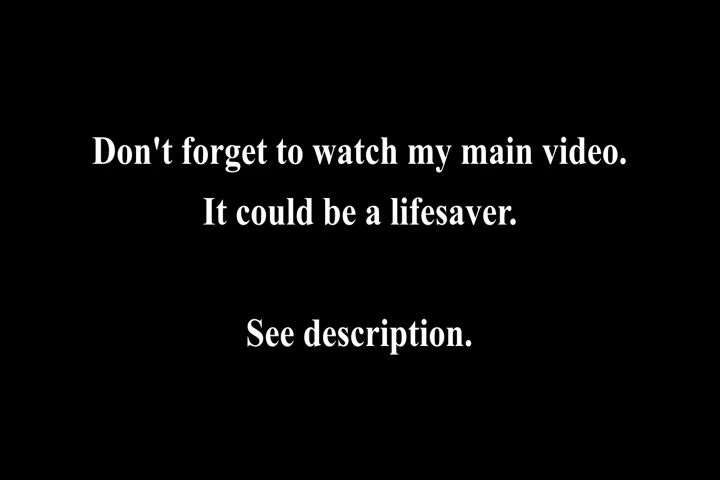 Don't forget to watch my main video.
It could be a lifesaver.
See description.